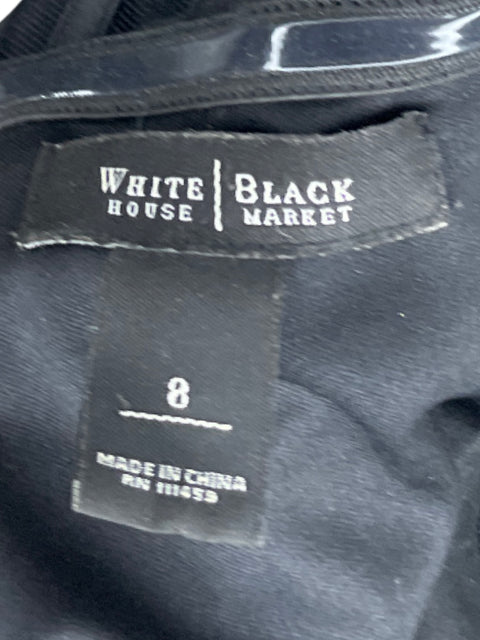 WHITE | BLACK
HOUSE | MARKET
8
MADE IN CHINA
RN 111459